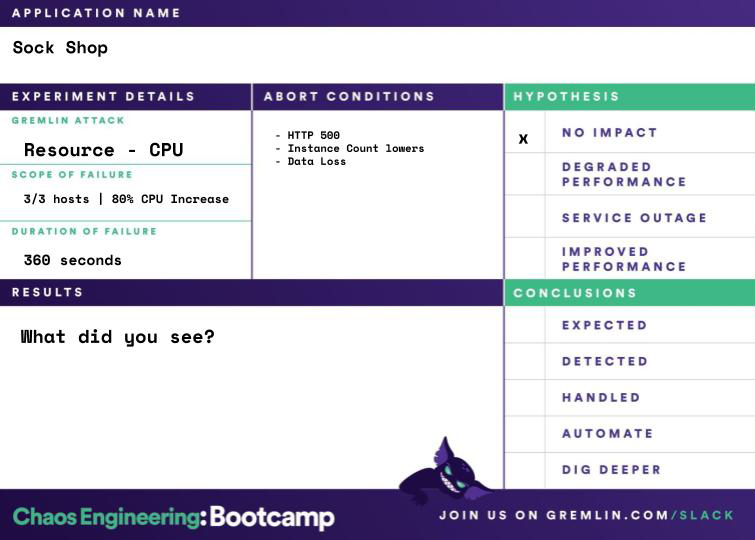 APPLICATION NAME
Sock Shop
EXPERIMENT DETAILS
GREMLIN ATTACK
Resource - CPU
SCOPE OF FAILURE
3/3 hosts | 80% CPU Increase
DURATION OF FAILURE
360 seconds
ABORT CONDITIONS
- HTTP 500
- Instance Count lowers
- Data Loss
HYPOTHESIS
x NO IMPACT
DEGRADED
PERFORMANCE
SERVICE OUTAGE
IMPROVED
PERFORMANCE
RESULTS
What did you see?
CONCLUSIONS
EXPECTED
DETECTED
HANDLED
AUTOMATE
DIG DEEPER
Chaos Engineering: Bootcamp
JOIN US ON GREMLIN.COM/SLACK